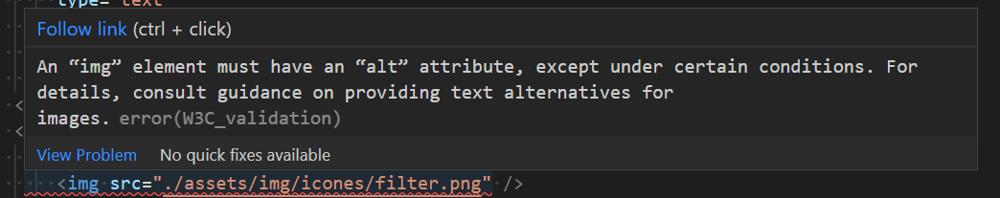 type="text
Follow link (ctrl + click)
An “img” element must have an “alt” attribute, except under certain conditions. For
details, consult guidance on providing text alternatives for
images. error(W3C_validation)
<
<
View Problem No quick fixes available
<img src="./assets/img/icones/filter.png" />